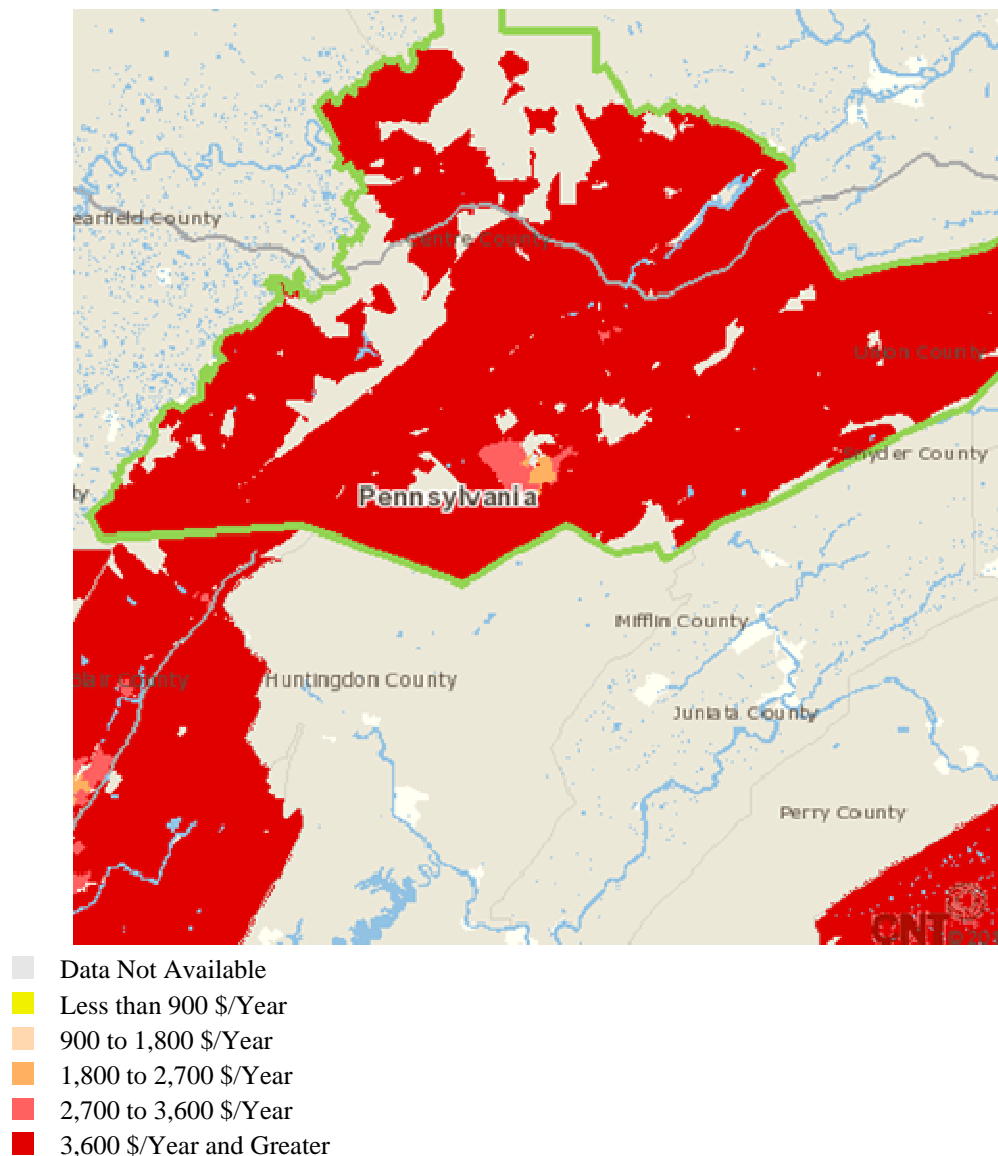 earfield County
Centre County
Union County
Snyder County
Pennsylvania
ty
Mifflin County
Blair County
Huntingdon County
Juniata County
Perry County
CNT
Data Not Available
Less than 900 $/Year
900 to 1,800 $/Year
1,800 to 2,700 $/Year
2,700 to 3,600 $/Year
3,600 $/Year and Greater